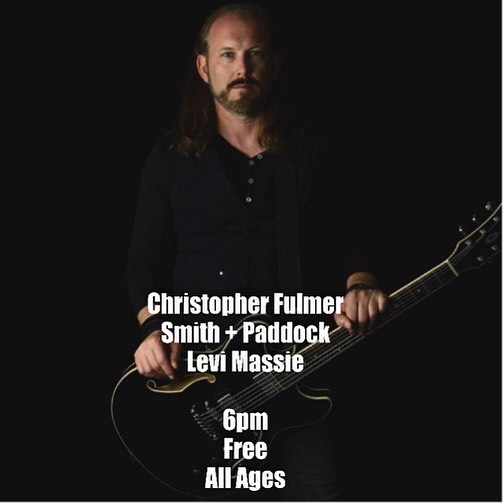 Christopher Fulmer
Smith + Paddock
Levi Massie
6pm
Free
All Ages